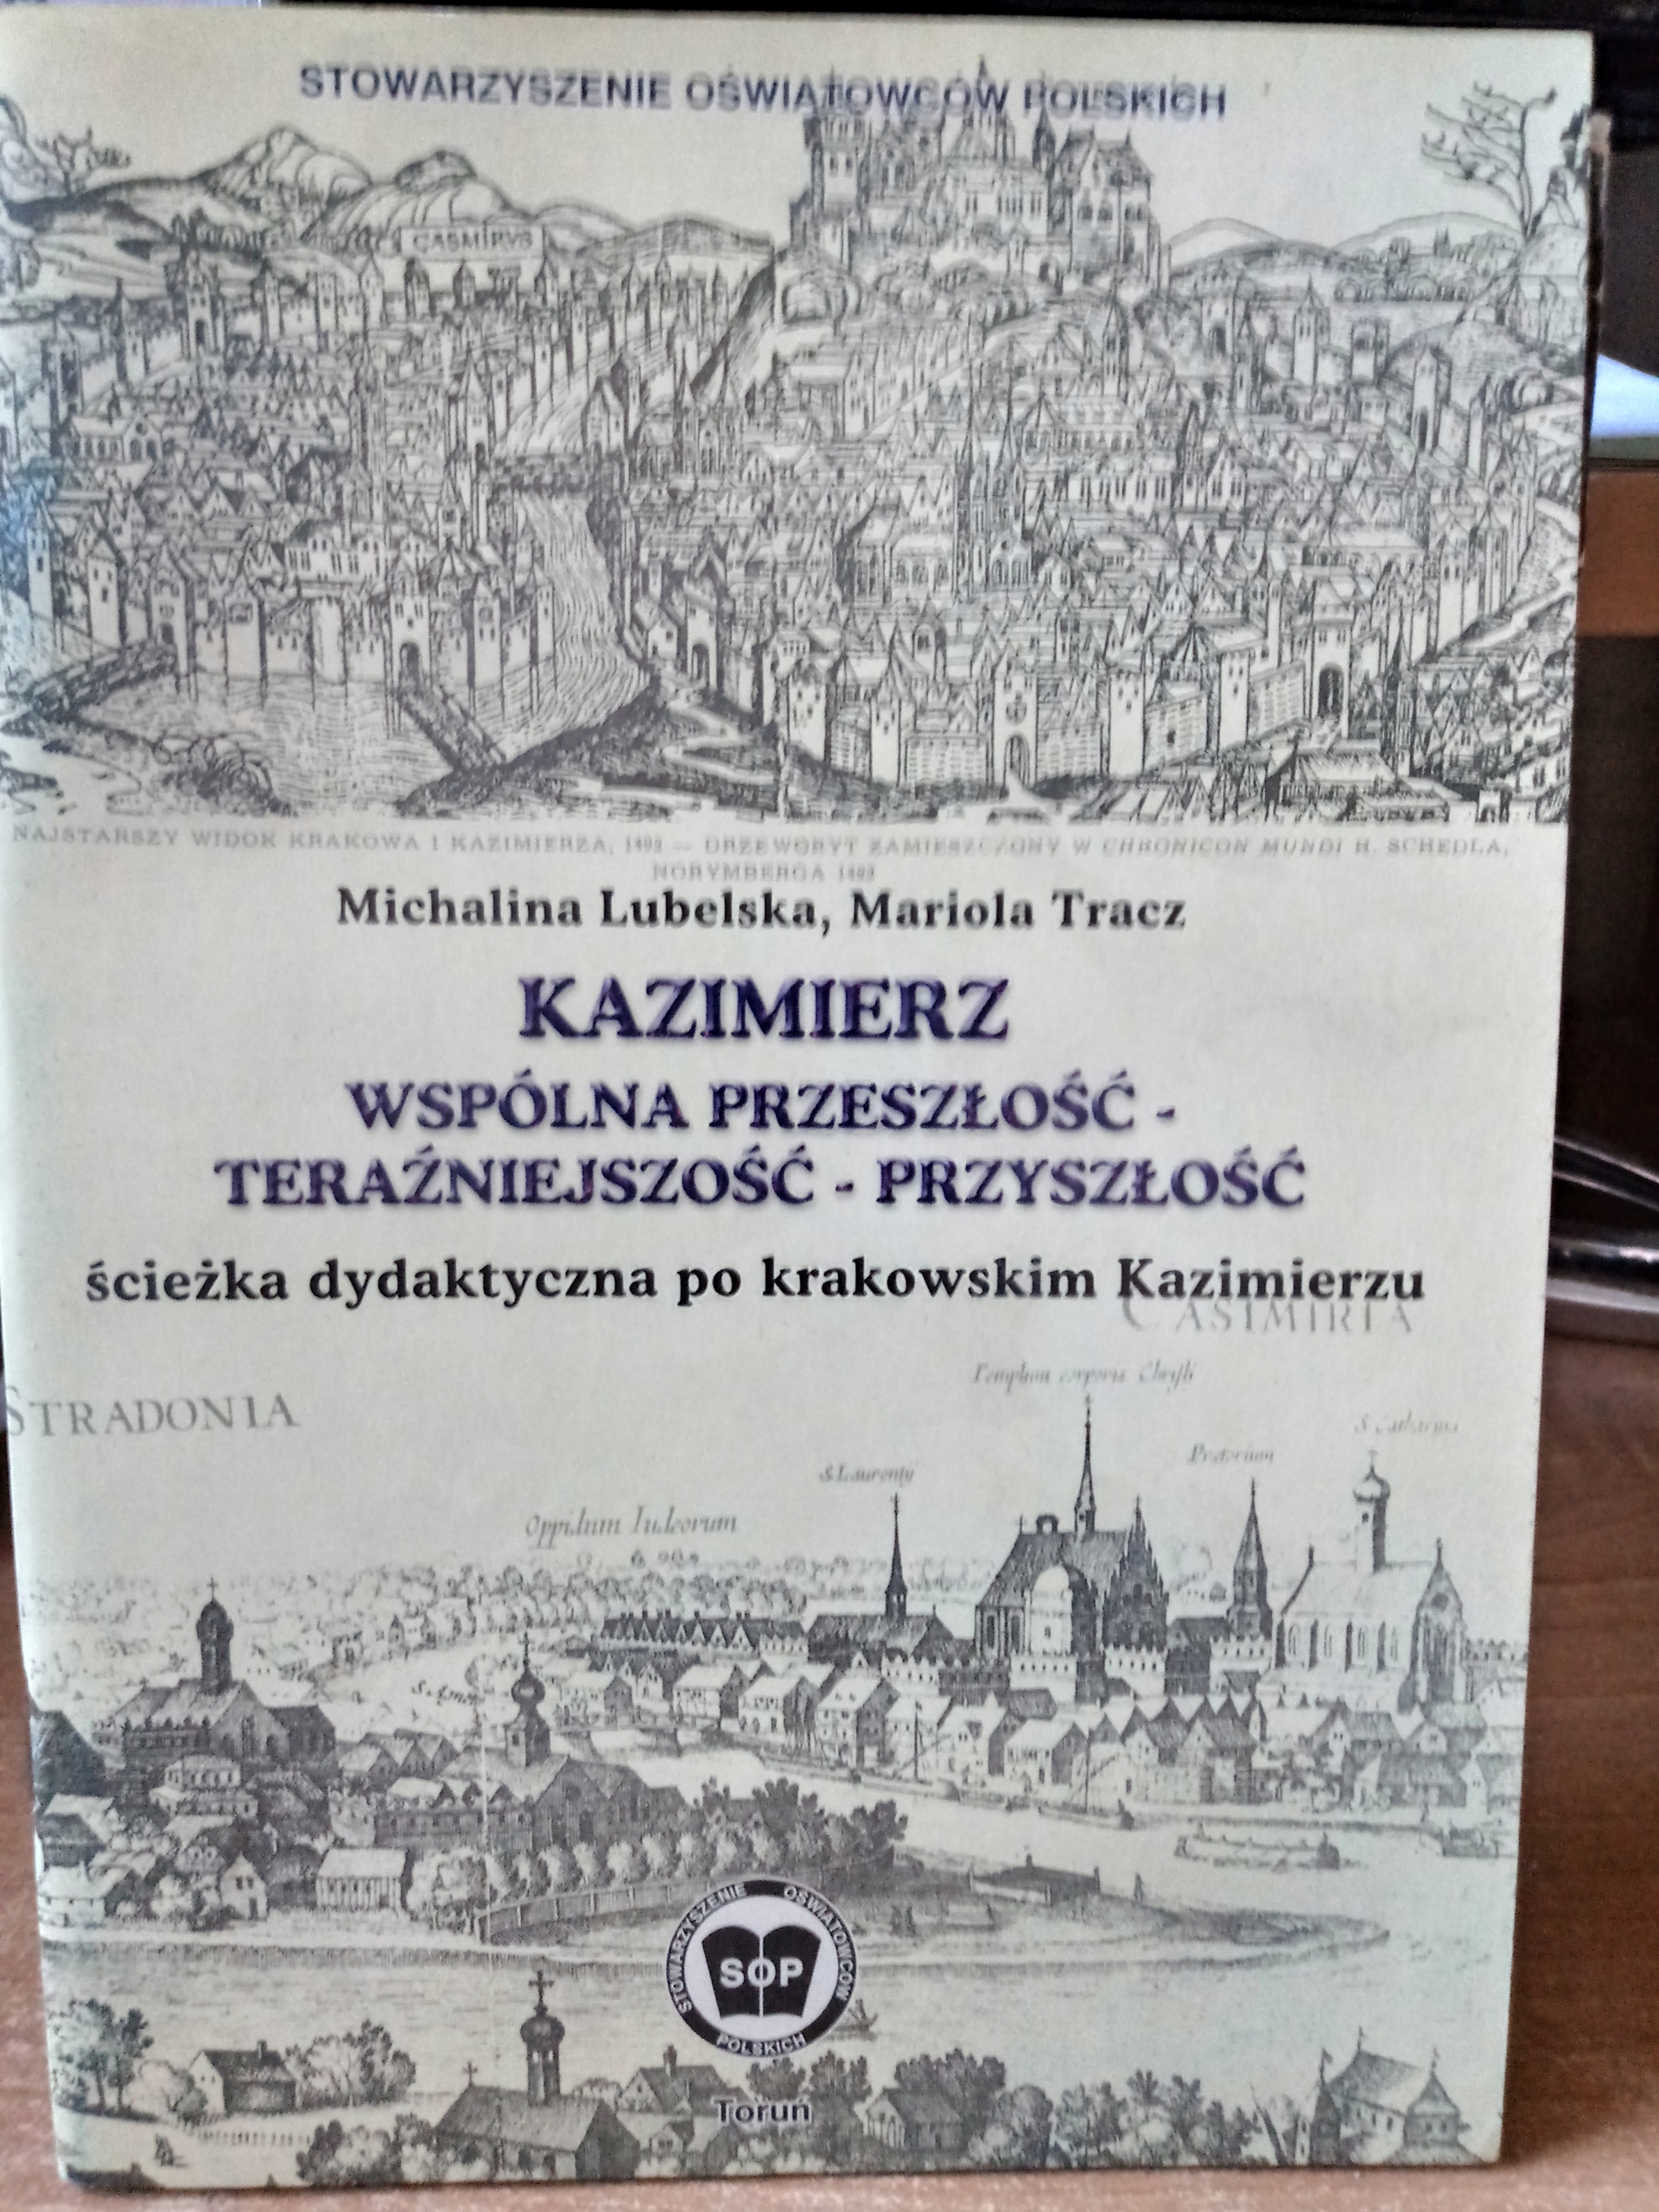 STOWARZYSZENIE OŚWIATOWCÓW POLSKICH
CASMIRVS
NAJSTARSZY WIDOK KRAKOWA I KAZIMIERZA, 1493 — DRZEWORYT ZAMIESZCZONY W CHRONICON MUNDI H. SCHEDLA,
NORYMBERGA 1493
Michalina Lubelska, Mariola Tracz
KAZIMIERZ
WSPÓLNA PRZESZŁOŚĆ -
TERAŹNIEJSZOŚĆ - PRZYSZŁOŚĆ
ścieżka dydaktyczna po krakowskim Kazimierzu
CASIMIRIA
STRADONIA
Oppidum Iudeorum
S Laurenty
Pretorium
STOWARZYSZENIE OŚWIATOWCÓW POLSKICH
SOP
Toruń